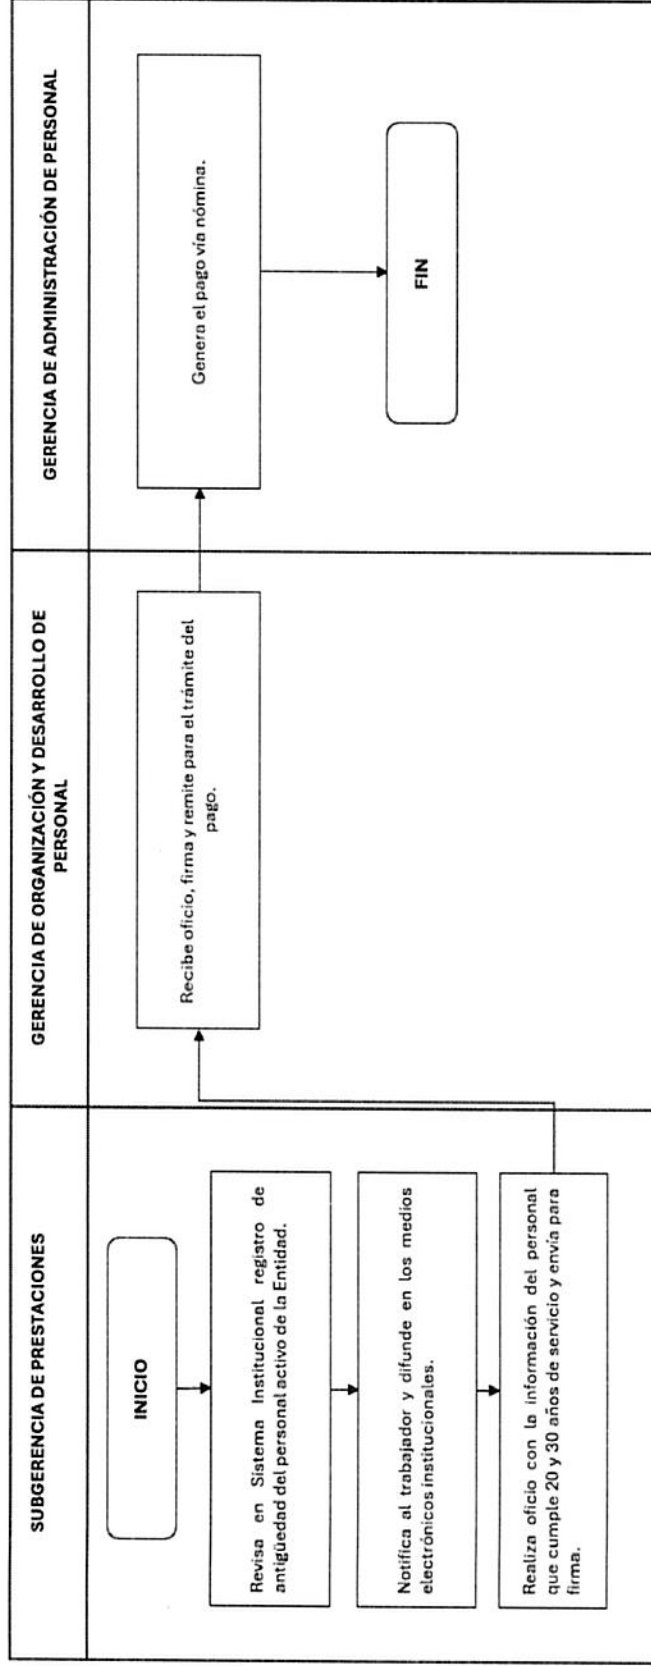 SUBGERENCIA DE PRESTACIONES
INICIO
Revisa en Sistema Institucional registro de
antigüedad del personal activo de la Entidad.
Notifica al trabajador y difunde en los medios
electrónicos institucionales.
Realiza oficio con la información del personal
que cumple 20 y 30 años de servicio y envía para
firma.
GERENCIA DE ORGANIZACIÓN Y DESARROLLO DE
PERSONAL
Recibe oficio, firma y remite para el trámite del
pago.
GERENCIA DE ADMINISTRACIÓN DE PERSONAL
Genera el pago vía nómina.
FIN